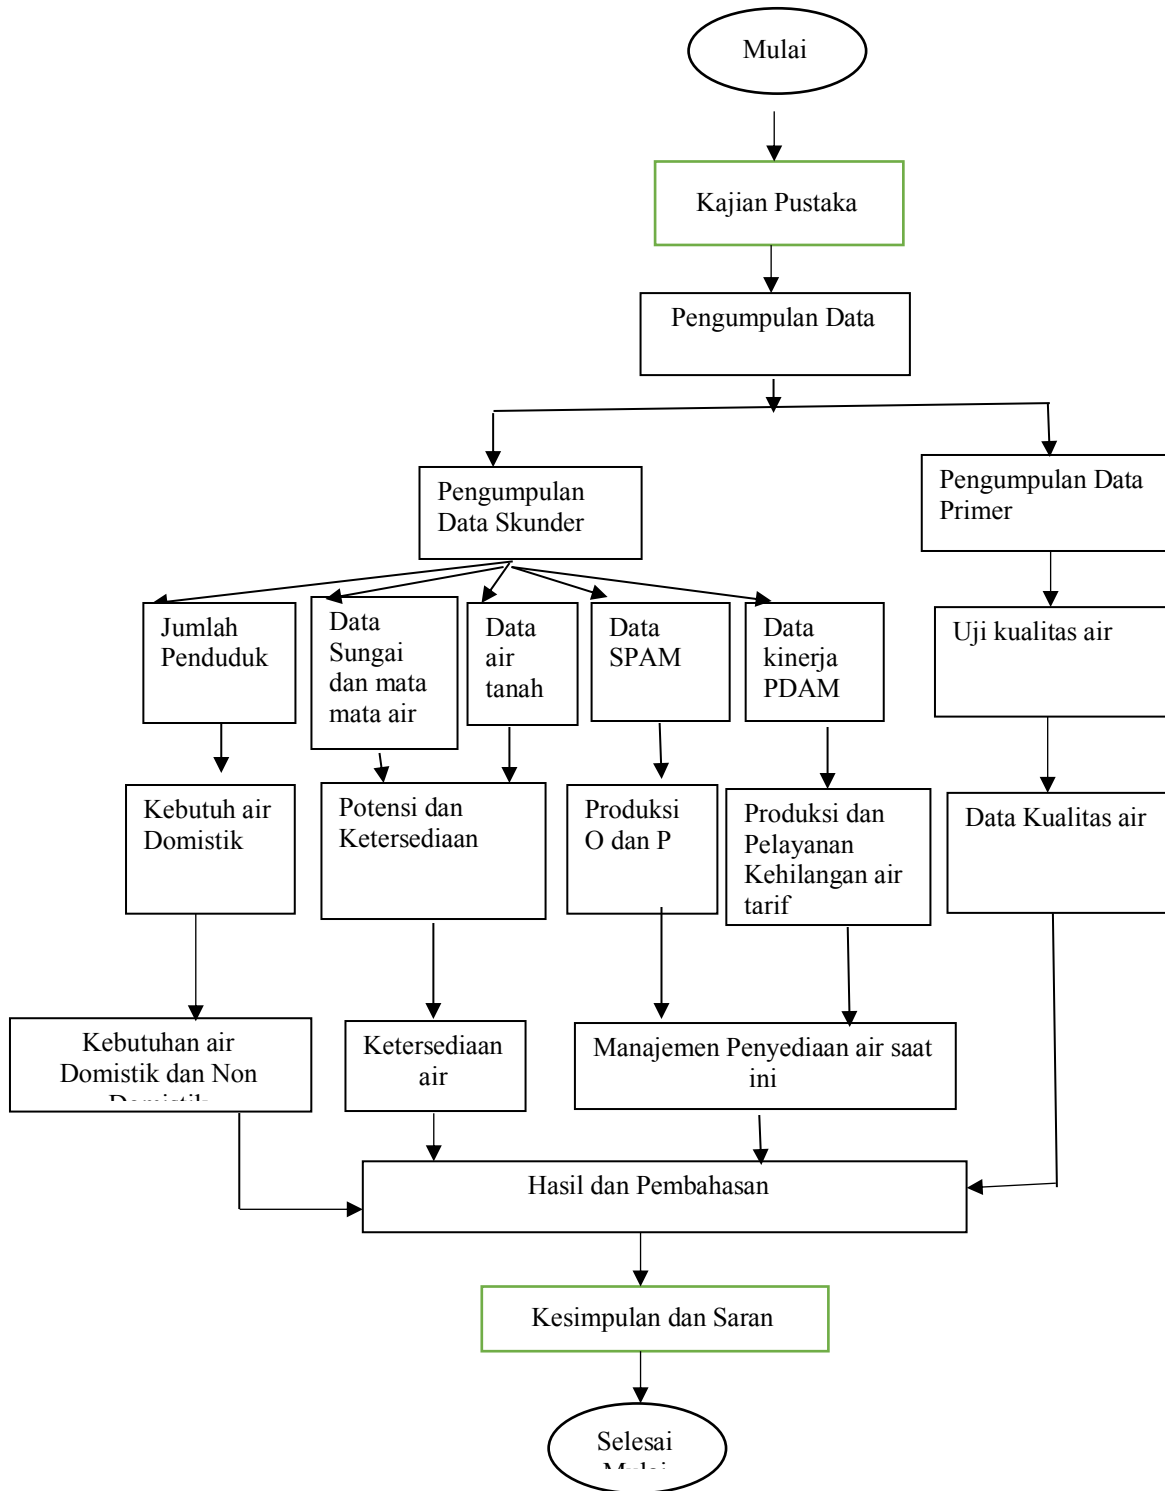 Mulai
Kajian Pustaka
Pengumpulan Data
Pengumpulan
Data Skunder
Pengumpulan Data
Primer
Jumlah
Penduduk
Data
Sungai
dan mata
mata air
Data
air
tanah
Data
SPAM
Data
kinerja
PDAM
Uji kualitas air
Kebutuh air
Domistik
Potensi dan
Ketersediaan
Produksi
O dan P
Produksi dan
Pelayanan
Kehilangan air
tarif
Data Kualitas air
Kebutuhan air
Domistik dan Non
Domistik
Ketersediaan
air
Manajemen Penyediaan air saat
ini
Hasil dan Pembahasan
Kesimpulan dan Saran
Selesai
Mulai